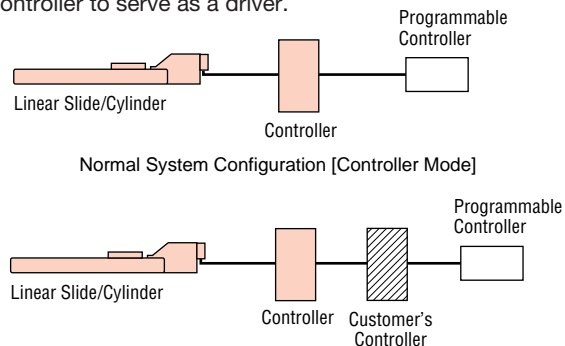 ontroller to serve as a driver.
Programmable
Controller
Linear Slide/Cylinder
Controller
Normal System Configuration [Controller Mode]
Programmable
Controller
Linear Slide/Cylinder
Controller
Customer's
Controller